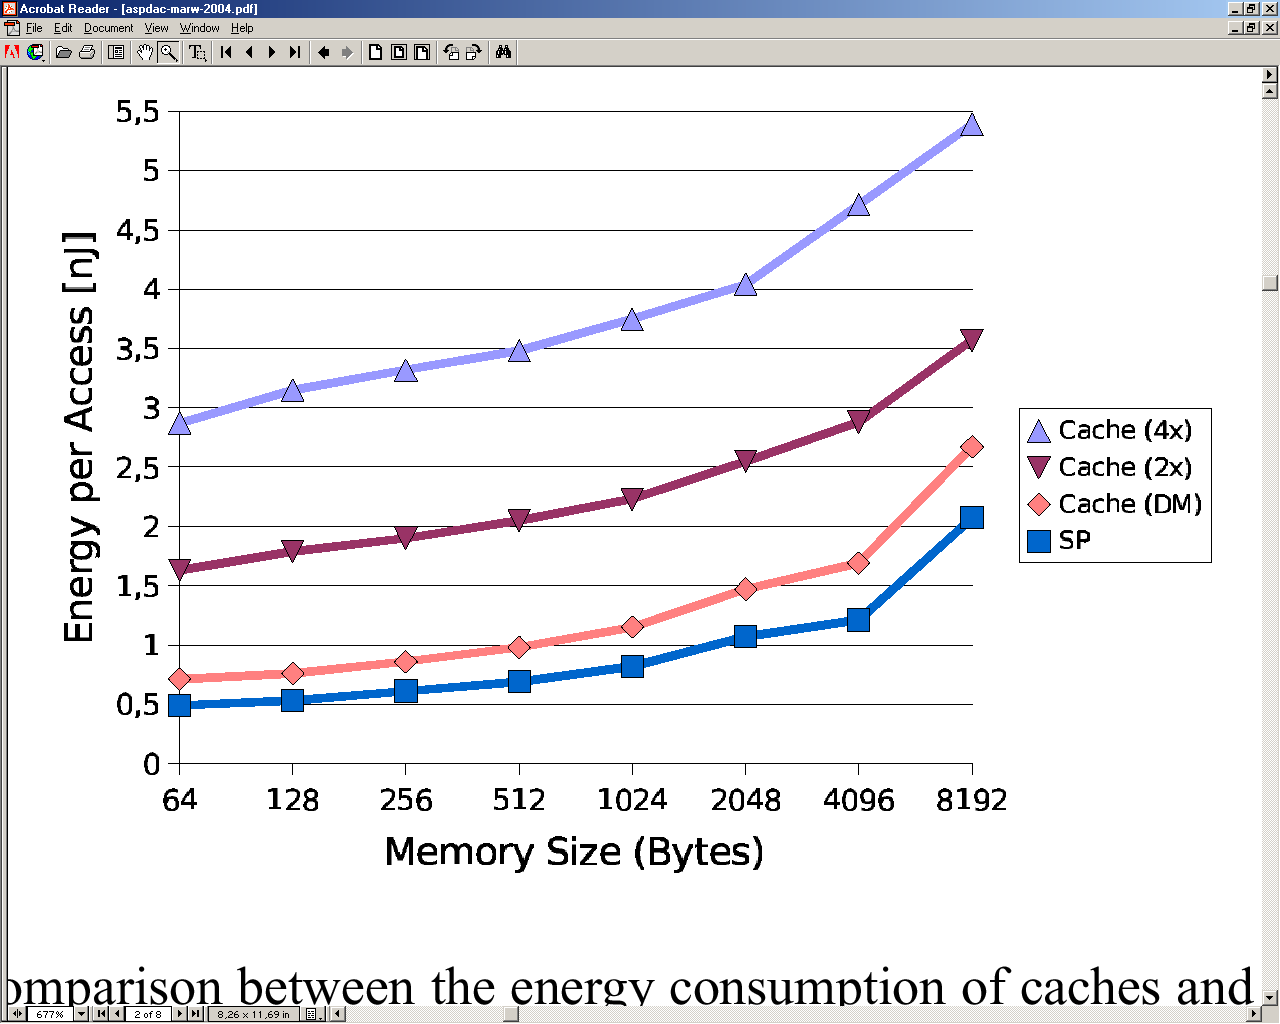 Acrobat Reader - [aspdac-marw-2004.pdf]
File Edit Document View Window Help
5,5
5
4,5
4
3,5
3
2,5
2
1,5
1
0,5
0
Energy per Access [nJ]
64 128 256 512 1024 2048 4096 8192
Memory Size (Bytes)
Cache (4x)
Cache (2x)
Cache (DM)
SP
omparison between the energy consumption of caches and
677% 2 of 8 8,26 x 11,69 in